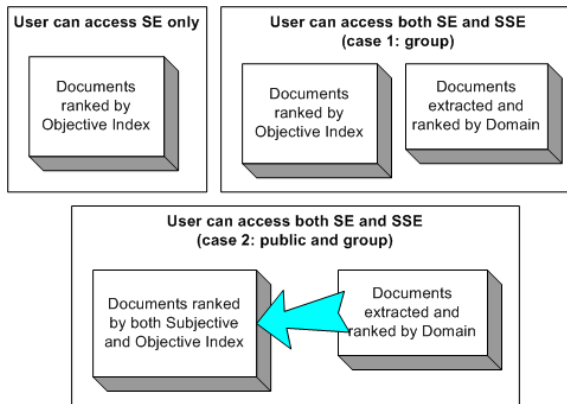 User can access SE only
Documents
ranked by
Objective Index
User can access both SE and SSE
(case 1: group)
Documents
ranked by
Objective Index
Documents
extracted and
ranked by Domain
User can access both SE and SSE
(case 2: public and group)
Documents ranked
by both Subjective
and Objective Index
Documents
extracted and
ranked by Domain